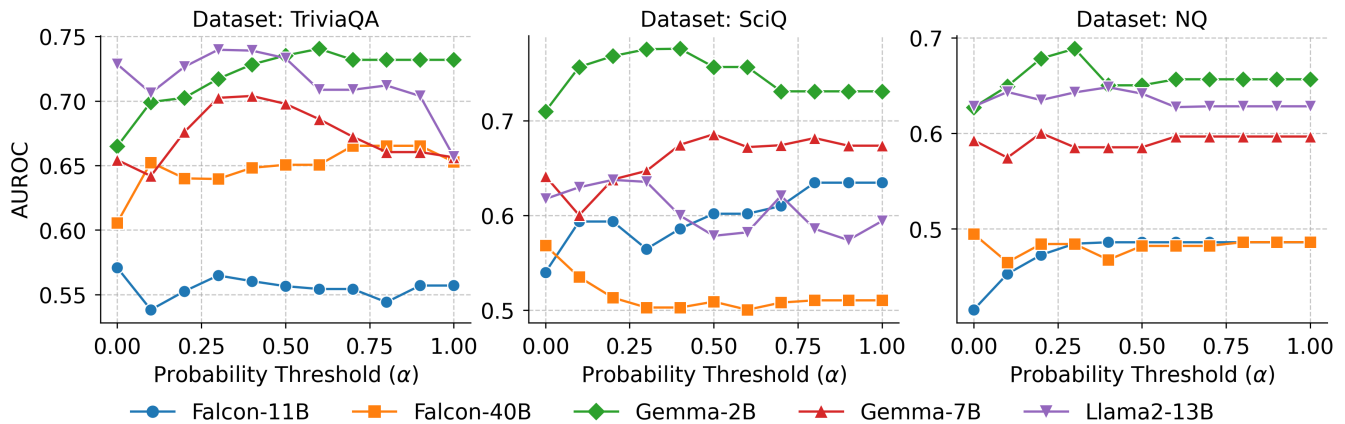 Dataset: TriviaQA
Dataset: SciQ
Dataset: NQ
AUROC
0.75
0.70
0.65
0.60
0.55
0.7
0.6
0.5
0.7
0.6
0.5
0.00 0.25 0.50 0.75 1.00
0.00 0.25 0.50 0.75 1.00
0.00 0.25 0.50 0.75 1.00
Probability Threshold (α)
Probability Threshold (α)
Probability Threshold (α)
Falcon-11B
Falcon-40B
Gemma-2B
Gemma-7B
Llama2-13B